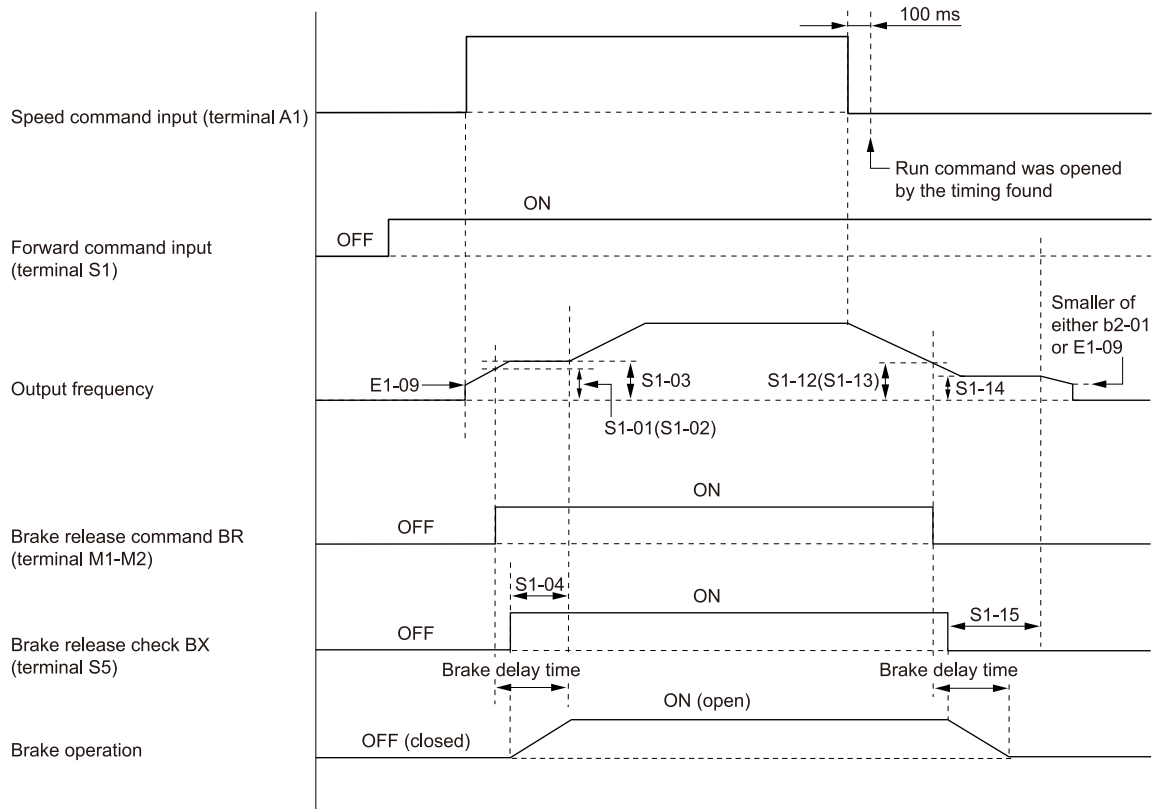 100 ms
Speed command input (terminal A1)
Run command was opened
by the timing found
ON
OFF
Forward command input
(terminal S1)
Smaller of
either b2-01
or E1-09
E1-09
S1-03
S1-12(S1-13)
S1-14
Output frequency
S1-01(S1-02)
ON
OFF
Brake release command BR
(terminal M1-M2)
S1-04
ON
OFF
S1-15
Brake release check BX
(terminal S5)
Brake delay time
Brake delay time
ON (open)
OFF (closed)
Brake operation